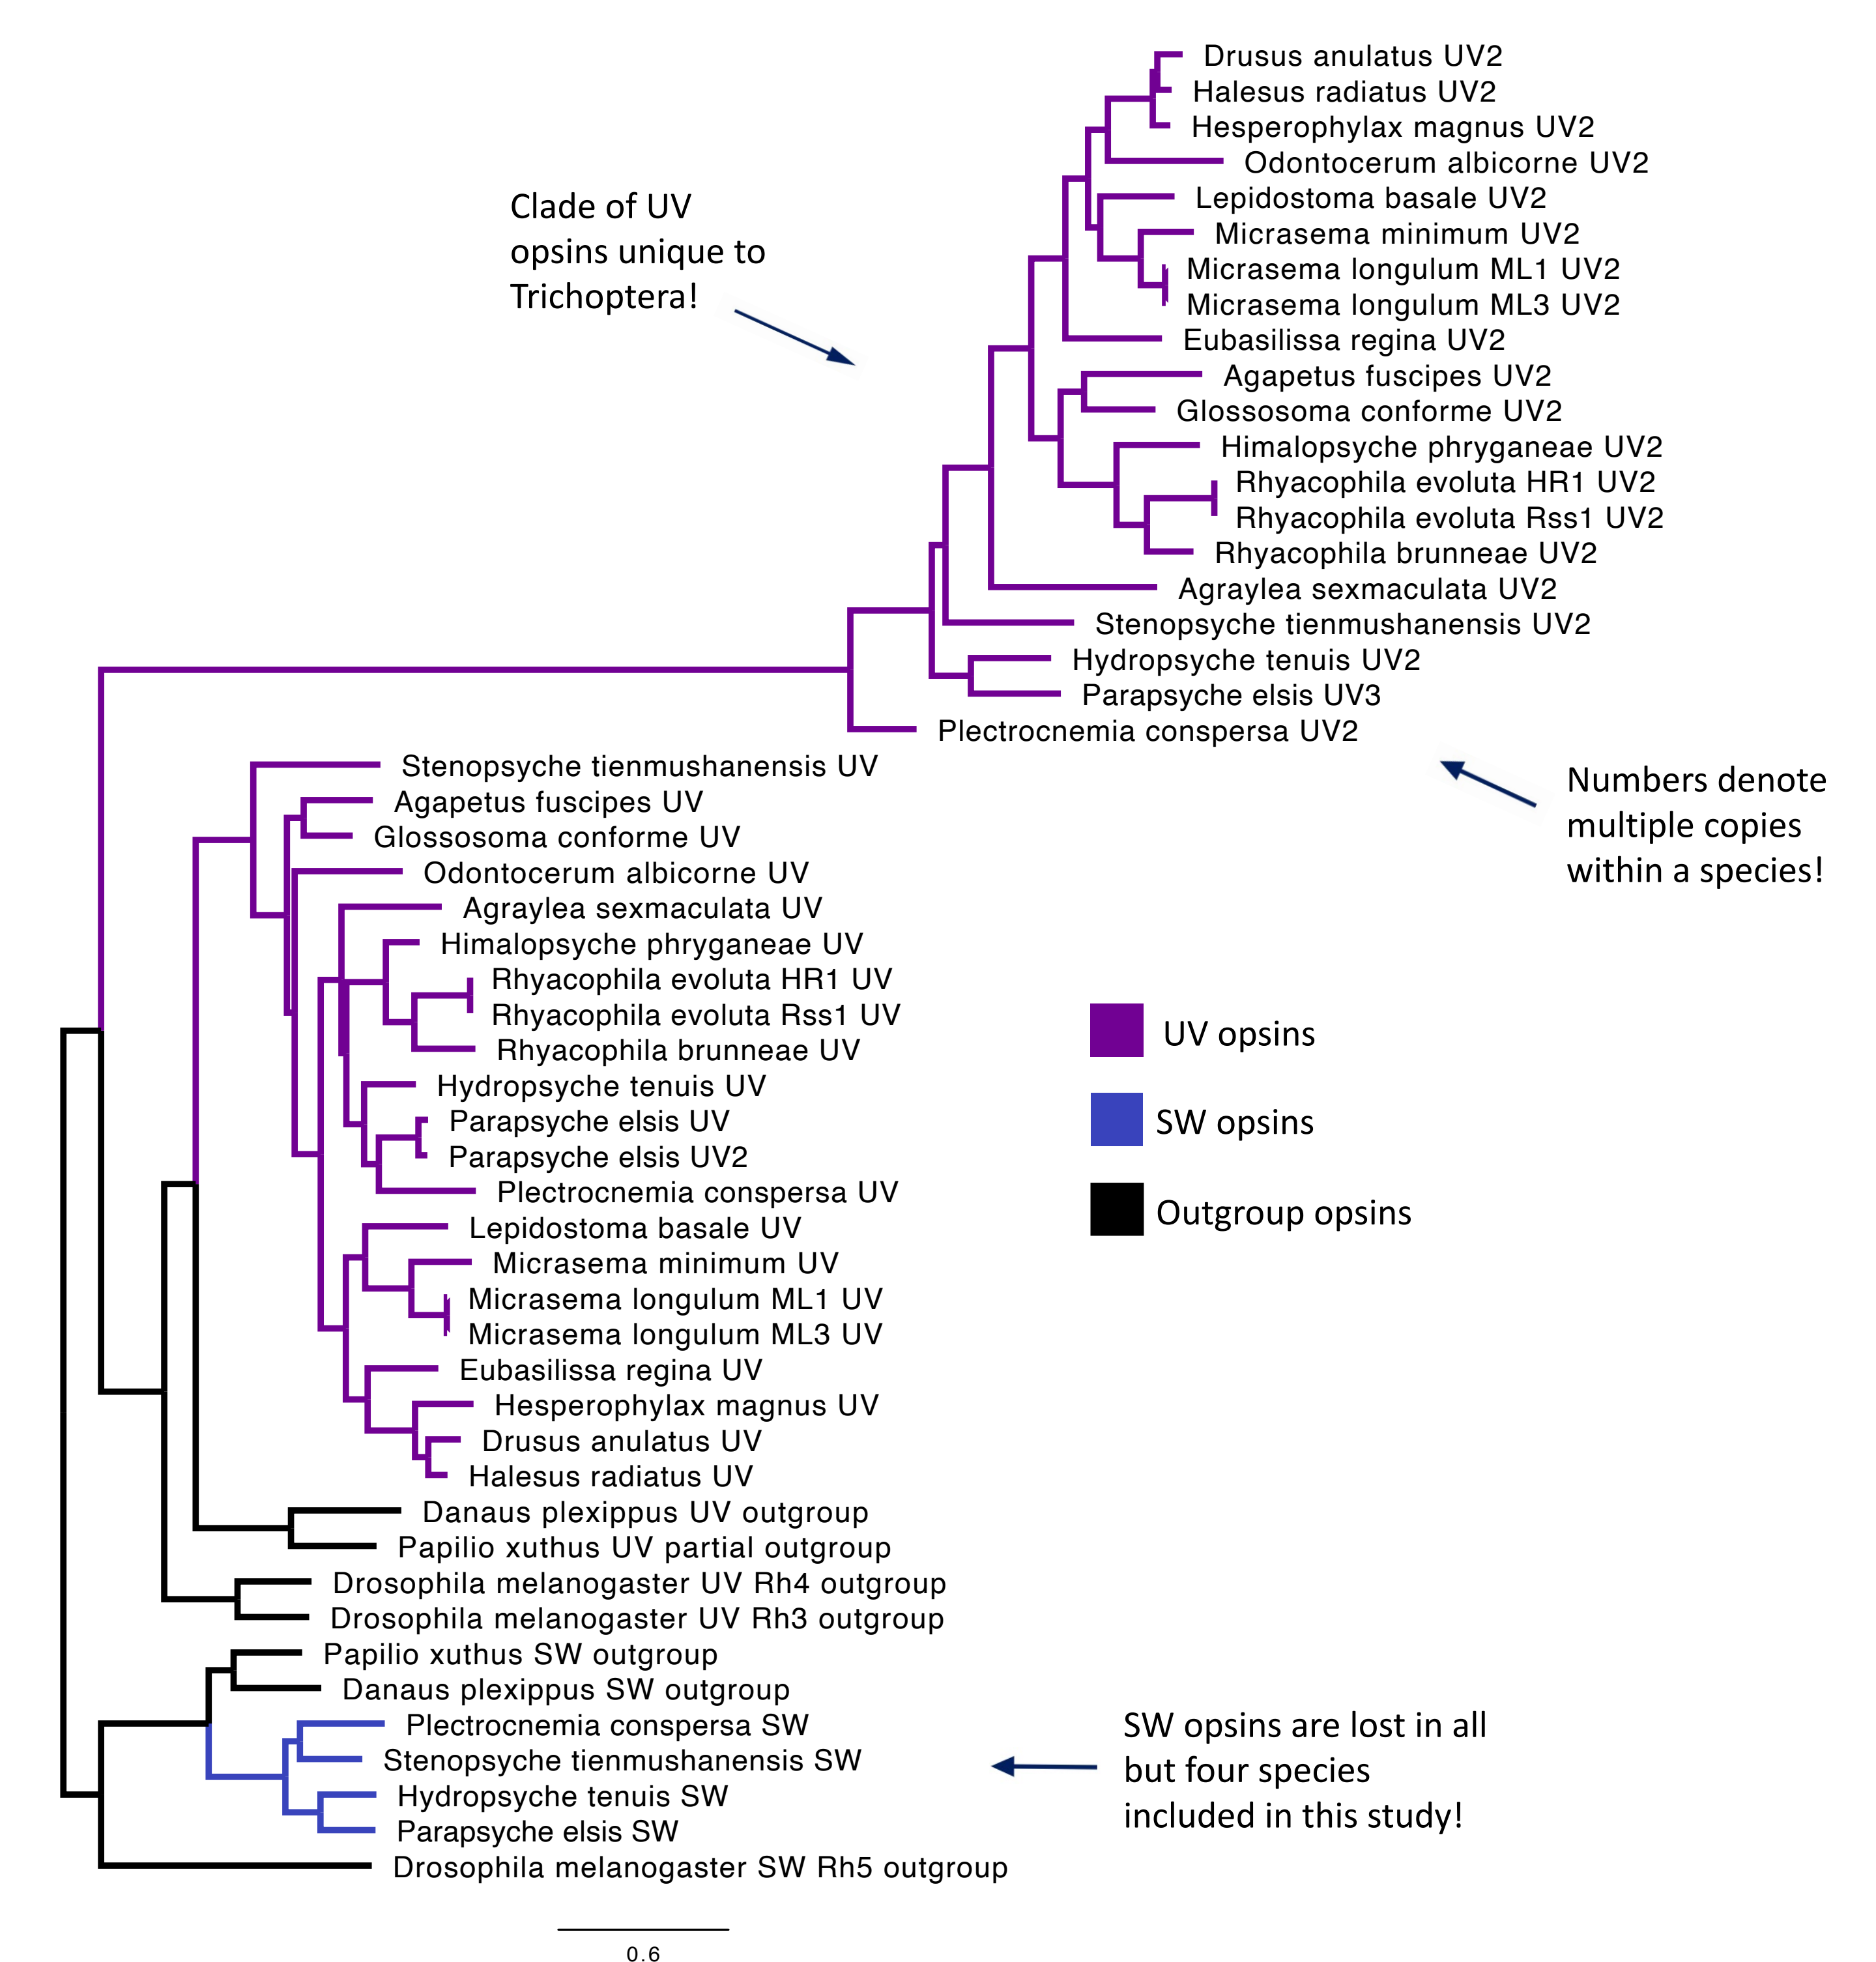 Drusus anulatus UV2
Halesus radiatus UV2
Hesperophylax magnus UV2
Odontocerum albicorne UV2
Lepidostoma basale UV2
Micrasema minimum UV2
Micrasema longulum ML1 UV2
Micrasema longulum ML3 UV2
Eubasilissa regina UV2
Agapetus fuscipes UV2
Glossosoma conforme UV2
Himalopsyche phryganeae UV2
Rhyacophila evoluta HR1 UV2
Rhyacophila evoluta Rss1 UV2
Rhyacophila brunneae UV2
Agraylea sexmaculata UV2
Stenopsyche tienmushanensis UV2
Hydropsyche tenuis UV2
Parapsyche elsis UV3
Plectrocnemia conspersa UV2
Clade of UV
opsins unique to
Trichoptera!
Numbers denote
multiple copies
within a species!
Stenopsyche tienmushanensis UV
Agapetus fuscipes UV
Glossosoma conforme UV
Odontocerum albicorne UV
Agraylea sexmaculata UV
Himalopsyche phryganeae UV
Rhyacophila evoluta HR1 UV
Rhyacophila evoluta Rss1 UV
Rhyacophila brunneae UV
Hydropsyche tenuis UV
Parapsyche elsis UV
Parapsyche elsis UV2
Plectrocnemia conspersa UV
Lepidostoma basale UV
Micrasema minimum UV
Micrasema longulum ML1 UV
Micrasema longulum ML3 UV
Eubasilissa regina UV
Hesperophylax magnus UV
Drusus anulatus UV
Halesus radiatus UV
Danaus plexippus UV outgroup
Papilio xuthus UV partial outgroup
Drosophila melanogaster UV Rh4 outgroup
Drosophila melanogaster UV Rh3 outgroup
Papilio xuthus SW outgroup
Danaus plexippus SW outgroup
Plectrocnemia conspersa SW
Stenopsyche tienmushanensis SW
Hydropsyche tenuis SW
Parapsyche elsis SW
Drosophila melanogaster SW Rh5 outgroup
UV opsins
SW opsins
Outgroup opsins
SW opsins are lost in all
but four species
included in this study!
0.6